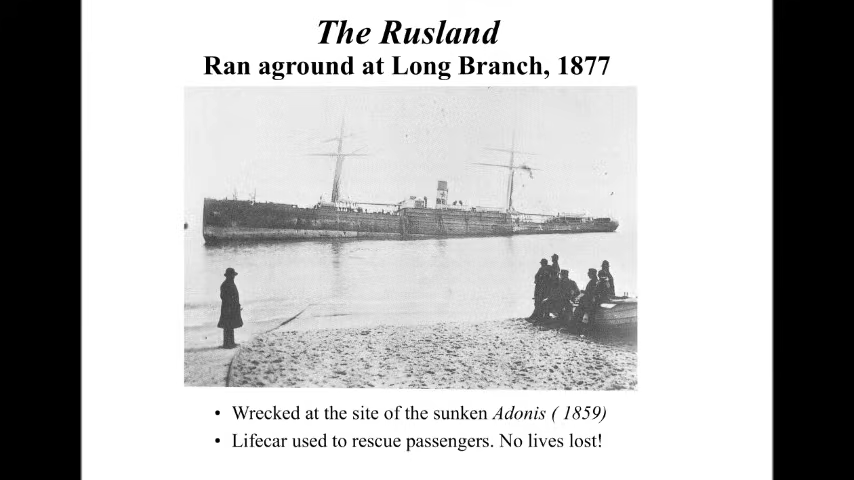 The Rusland
Ran aground at Long Branch, 1877
• Wrecked at the site of the sunken Adonis ( 1859)
• Lifecar used to rescue passengers. No lives lost!